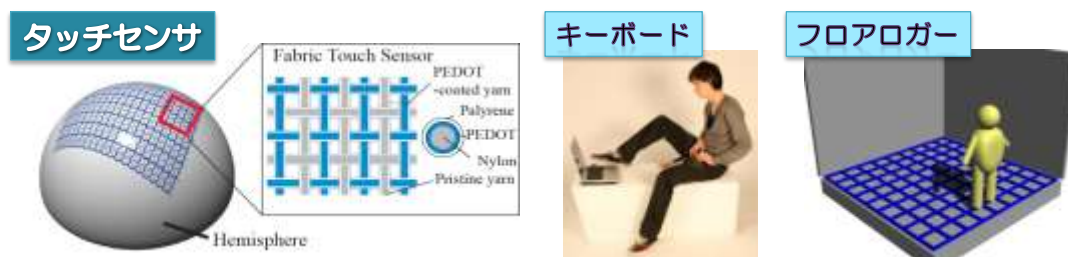 タッチセンサ
Fabric Touch Sensor
PEDOT
-coated yarn
Palyrene
PEDOT
Nylon
Pristine yarn
Hemisphere
キーボード
フロアロガー